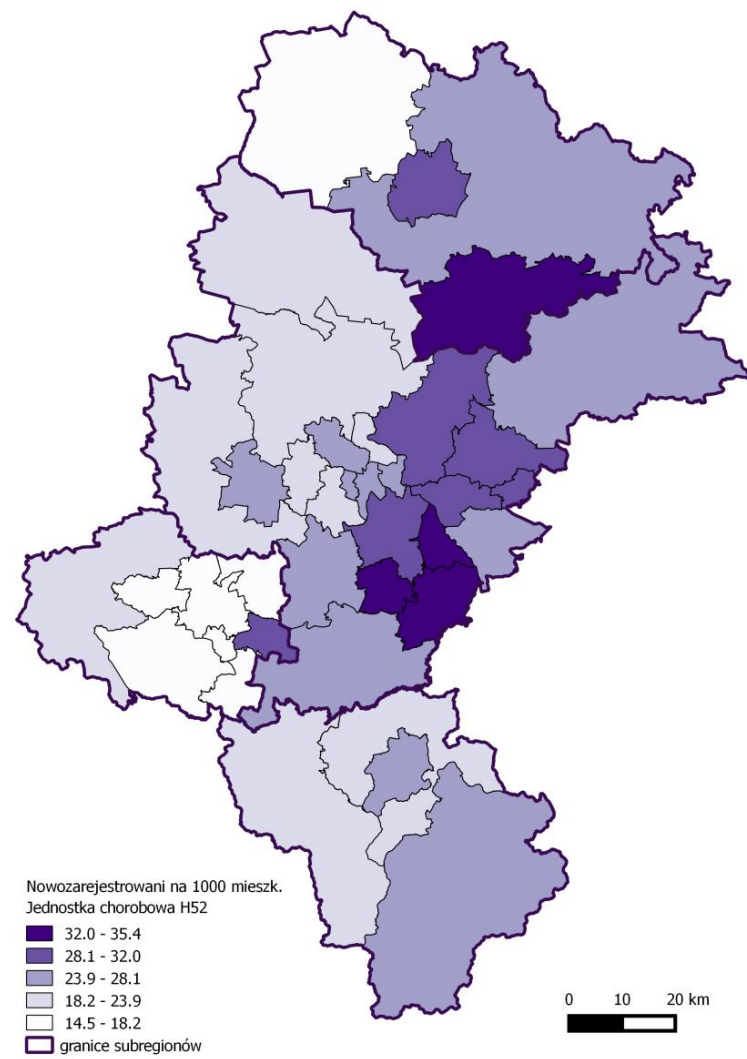 Nowozarejestrowani na 1000 mieszk.
Jednostka chorobowa H52
32.0 - 35.4
28.1 - 32.0
23.9 - 28.1
18.2 - 23.9
14.5 - 18.2
granice subregionów
0 10 20 km